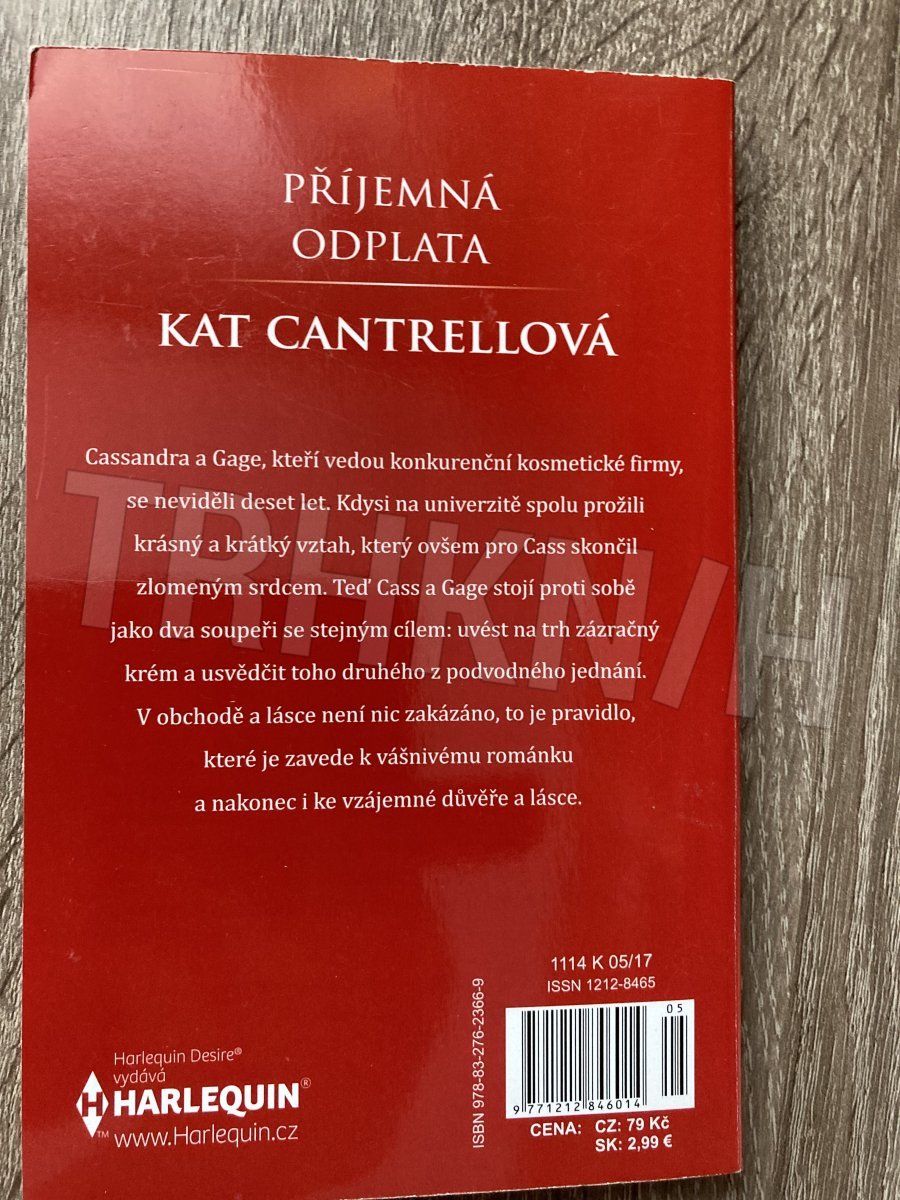 PŘÍJEMNÁ
ODPLATA
KAT CANTRELLOVÁ
Cassandra a Gage, kteří vedou konkurenční kosmetické firmy,
se neviděli deset let. Kdysi na univerzitě spolu prožili
krásný a krátký vztah, který ovšem pro Cass skončil
zlomeným srdcem. Teď Cass a Gage stojí proti sobě
jako dva soupeři se stejným cílem: uvést na trh zázračný
krém a usvědčit toho druhého z podvodného jednání.
V obchodě a lásce není nic zakázáno, to je pravidlo,
které je zavede k vášnivému románku
a nakonec i ke vzájemné důvěře a lásce.
TRHKNIH
1114 K 05/17
ISSN 1212-8465
05
ISBN 978-83-276-2366-9
9 771212 846014
CENA: CZ: 79 Kč
SK: 2,99 €
Harlequin Desire®
vydává
HARLEQUIN®
™ www.Harlequin.cz